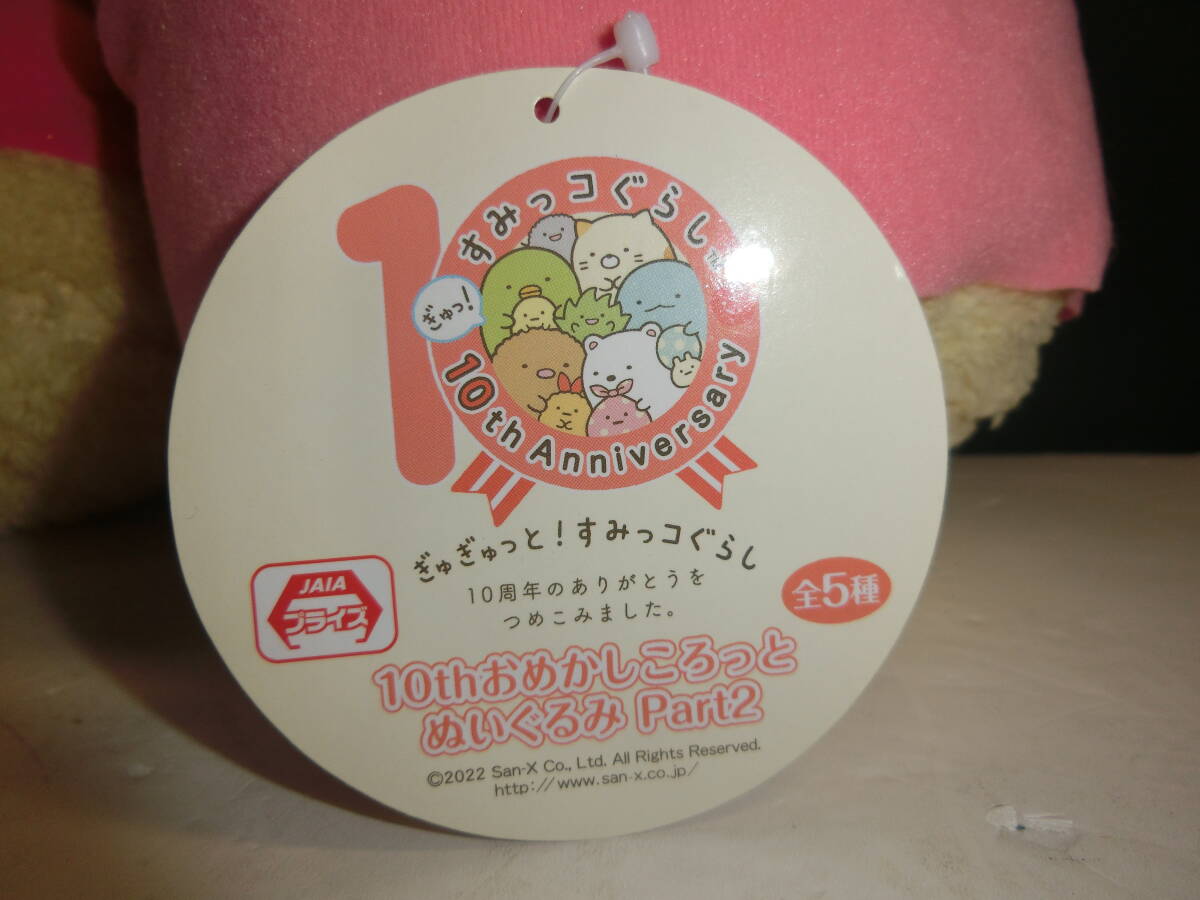 すみっコぐらし™
ぎゅっ!
10
10th Anniversary
ぎゅぎゅっと!すみっコぐらし
10周年のありがとうを
つめこみました。
JAIA
プライズ
全5種
10thおめかしころっと
ぬいぐるみ Part2
©2022 San-X Co., Ltd. All Rights Reserved.
http://www.san-x.co.jp/